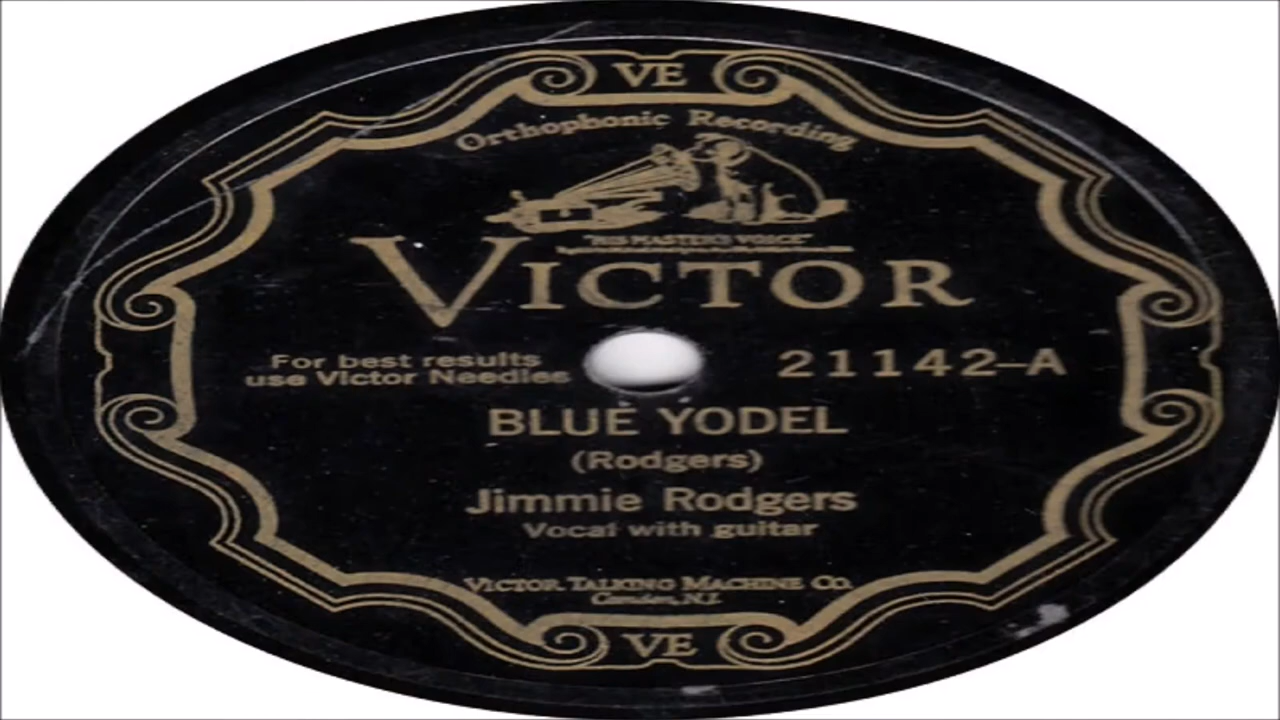 VE
Orthophonic Recording
"HIS MASTER'S VOICE"
VICTOR
For best results
use Victor Needles
21142-A
BLUE YODEL
(Rodgers)
Jimmie Rodgers
Vocal with guitar
VICTOR TALKING MACHINE CO.
Camden, N.J.
VE